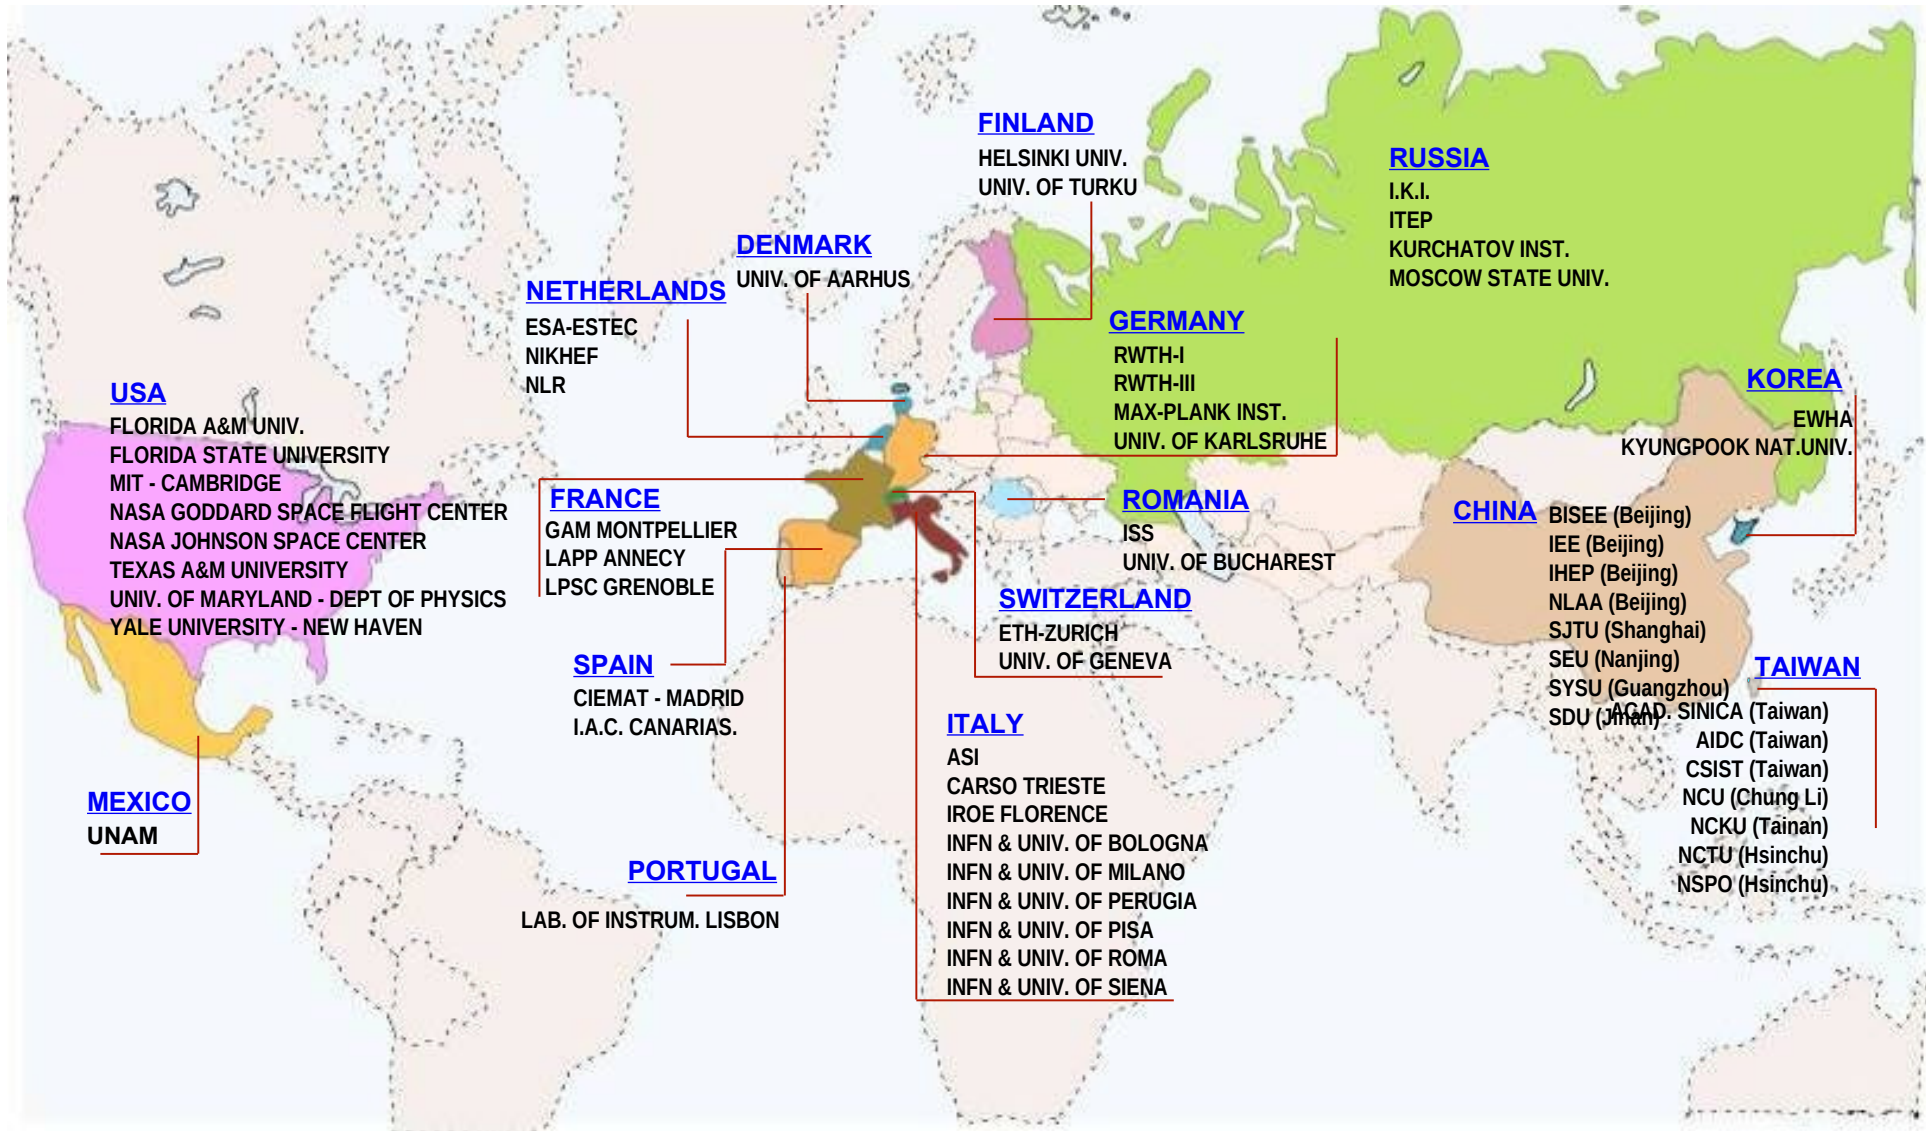 FINLAND
HELSINKI UNIV.
UNIV. OF TURKU
RUSSIA
I.K.I.
ITEP
KURCHATOV INST.
MOSCOW STATE UNIV.
DENMARK
UNIV. OF AARHUS
NETHERLANDS
ESA-ESTEC
NIKHEF
NLR
GERMANY
RWTH-I
RWTH-III
MAX-PLANK INST.
UNIV. OF KARLSRUHE
KOREA
EWHA
KYUNGPOOK NAT.UNIV.
USA
FLORIDA A&M UNIV.
FLORIDA STATE UNIVERSITY
MIT - CAMBRIDGE
NASA GODDARD SPACE FLIGHT CENTER
NASA JOHNSON SPACE CENTER
TEXAS A&M UNIVERSITY
UNIV. OF MARYLAND - DEPT OF PHYSICS
YALE UNIVERSITY - NEW HAVEN
FRANCE
GAM MONTPELLIER
LAPP ANNECY
LPSC GRENOBLE
ROMANIA
ISS
UNIV. OF BUCHAREST
CHINA
BISEE (Beijing)
IEE (Beijing)
IHEP (Beijing)
NLAA (Beijing)
SJTU (Shanghai)
SEU (Nanjing)
SYSU (Guangzhou)
SDU (Jinan)
SWITZERLAND
ETH-ZURICH
UNIV. OF GENEVA
SPAIN
CIEMAT - MADRID
I.A.C. CANARIAS.
TAIWAN
ACAD. SINICA (Taiwan)
AIDC (Taiwan)
CSIST (Taiwan)
NCU (Chung Li)
NCKU (Tainan)
NCTU (Hsinchu)
NSPO (Hsinchu)
ITALY
ASI
CARSO TRIESTE
IROE FLORENCE
INFN & UNIV. OF BOLOGNA
INFN & UNIV. OF MILANO
INFN & UNIV. OF PERUGIA
INFN & UNIV. OF PISA
INFN & UNIV. OF ROMA
INFN & UNIV. OF SIENA
MEXICO
UNAM
PORTUGAL
LAB. OF INSTRUM. LISBON